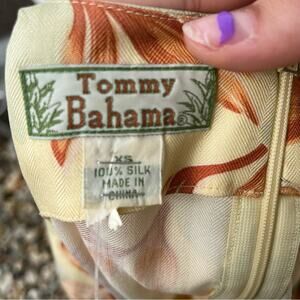 Tommy
Bahama
XS
100% SILK
MADE IN
CHINA